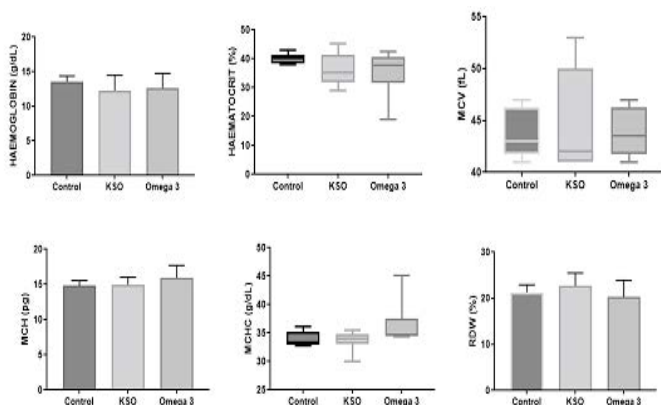 HAEMOGLOBIN (g/dL)
20
15
10
5
0
Control KSO Omega 3
HAEMATOCRIT (%)
50
40
30
20
10
0
Control KSO Omega 3
MCV (fL)
55
50
45
40
Control KSO Omega 3
MCH (pg)
20
15
10
5
0
Control KSO Omega 3
MCHC (g/dL)
50
45
40
35
30
25
Control KSO Omega 3
RDW (%)
30
20
10
0
Control KSO Omega 3